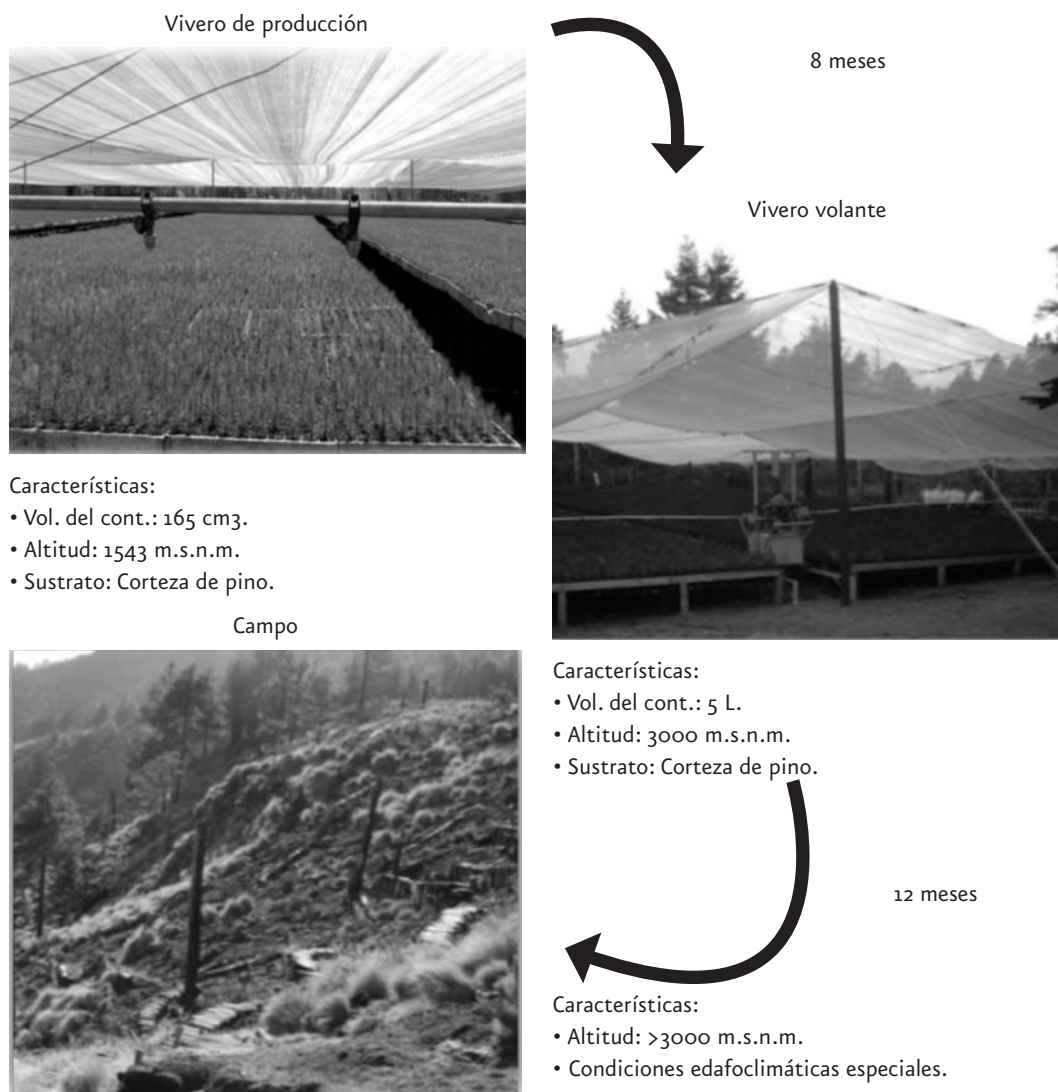 Vivero de producción
8 meses
Vivero volante
Características:
• Vol. del cont.: 165 cm3.
• Altitud: 1543 m.s.n.m.
• Sustrato: Corteza de pino.
Características:
• Vol. del cont.: 5 L.
• Altitud: 3000 m.s.n.m.
• Sustrato: Corteza de pino.
12 meses
Campo
Características:
• Altitud: >3000 m.s.n.m.
• Condiciones edafoclimáticas especiales.